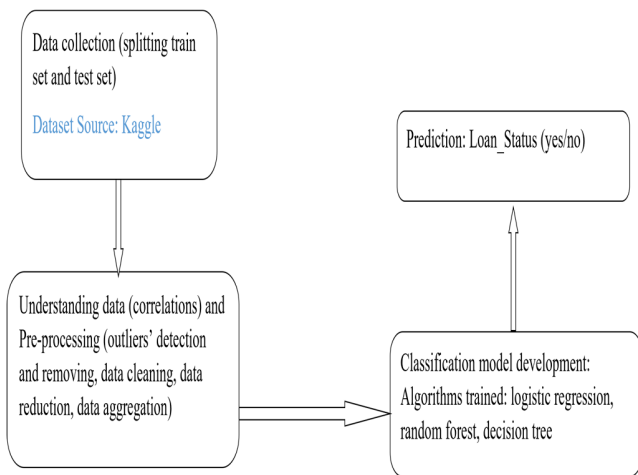 Data collection (splitting train
set and test set)
Dataset Source: Kaggle
Understanding data (correlations) and
Pre-processing (outliers’ detection
and removing, data cleaning, data
reduction, data aggregation)
Classification model development:
Algorithms trained: logistic regression,
random forest, decision tree
Prediction: Loan_Status (yes/no)